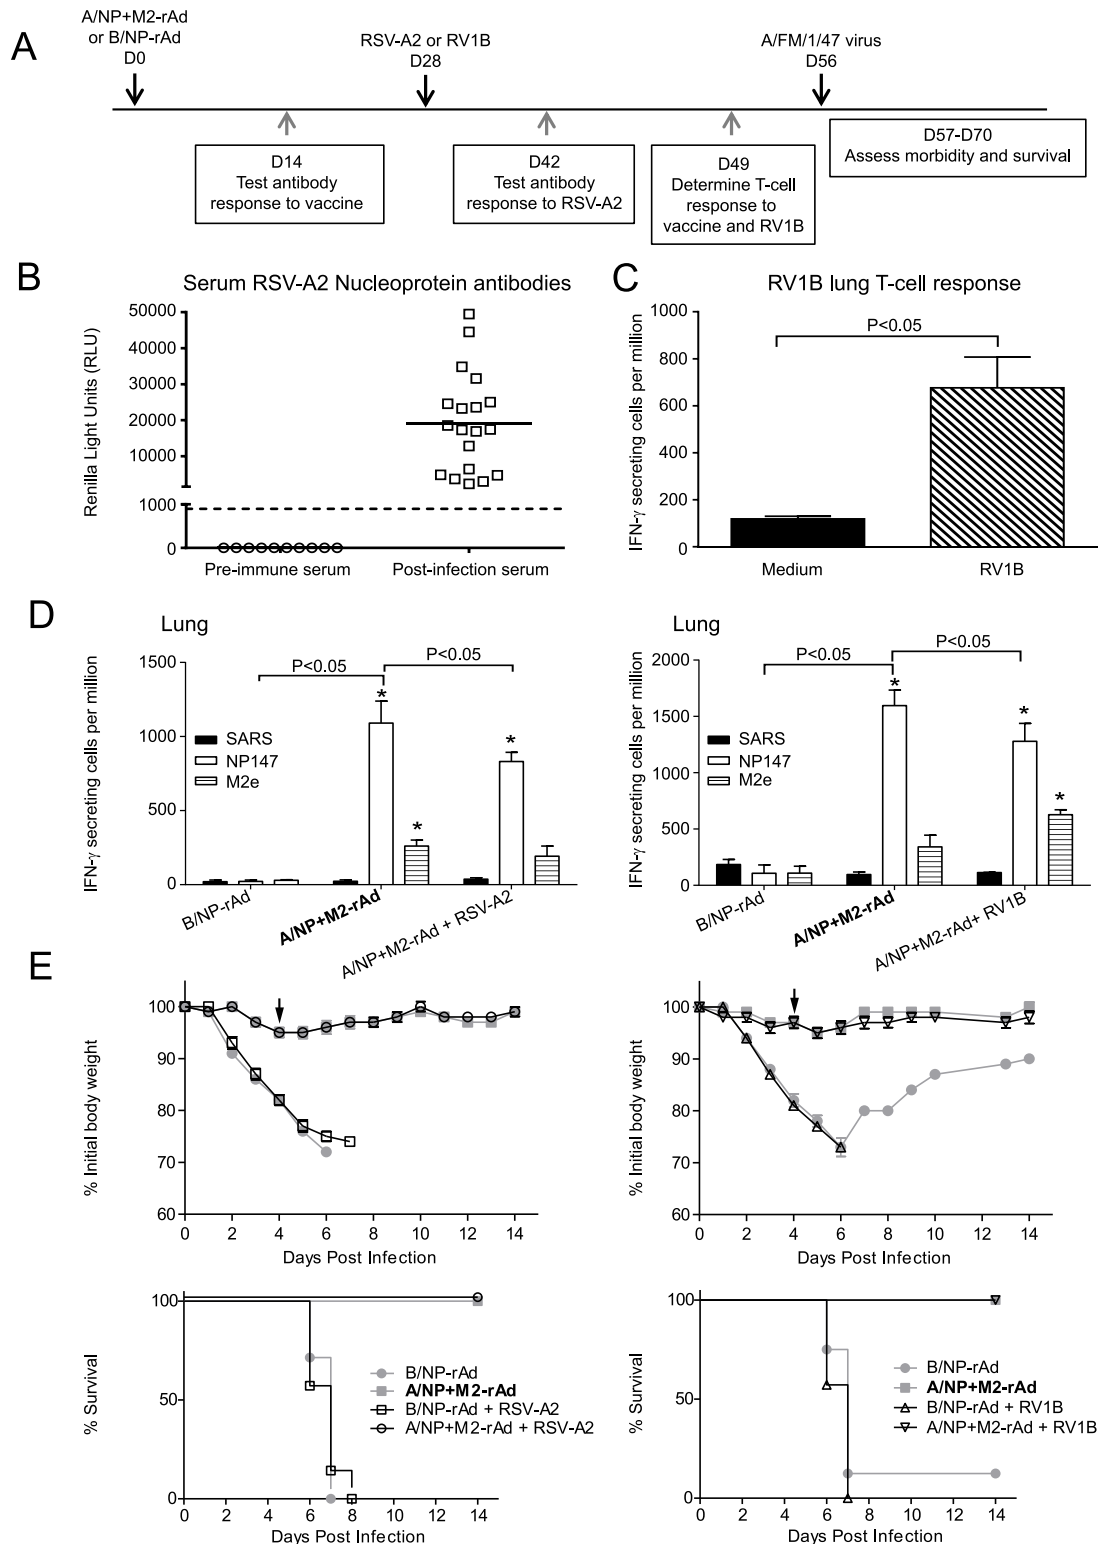 A
A/NP+M2-rAd
or B/NP-rAd
D0
RSV-A2 or RV1B
D28
A/FM/1/47 virus
D56
D14
Test antibody
response to vaccine
D42
Test antibody
response to RSV-A2
D49
Determine T-cell
response to
vaccine and RV1B
D57-D70
Assess morbidity and survival
B
Serum RSV-A2 Nucleoprotein antibodies
Renilla Light Units (RLU)
50000
40000
30000
20000
10000
1000
0
Pre-immune serum
Post-infection serum
C
RV1B lung T-cell response
IFN-γ secreting cells per million
1000
800
600
400
200
0
P<0.05
Medium
RV1B
D
Lung
IFN-γ secreting cells per million
1500
1000
500
0
P<0.05
P<0.05
SARS
NP147
M2e
*
*
*
B/NP-rAd
A/NP+M2-rAd
A/NP+M2-rAd + RSV-A2
Lung
IFN-γ secreting cells per million
2000
1500
1000
500
0
P<0.05
P<0.05
SARS
NP147
M2e
*
*
*
B/NP-rAd
A/NP+M2-rAd
A/NP+M2-rAd+ RV1B
E
% Initial body weight
100
90
80
70
60
0 2 4 6 8 10 12 14
Days Post Infection
% Initial body weight
100
90
80
70
60
0 2 4 6 8 10 12 14
Days Post Infection
% Survival
100
50
0
B/NP-rAd
A/NP+M2-rAd
B/NP-rAd + RSV-A2
A/NP+M2-rAd + RSV-A2
0 2 4 6 8 10 12 14
Days Post Infection
% Survival
100
50
0
B/NP-rAd
A/NP+M2-rAd
B/NP-rAd + RV1B
A/NP+M2-rAd + RV1B
0 2 4 6 8 10 12 14
Days Post Infection